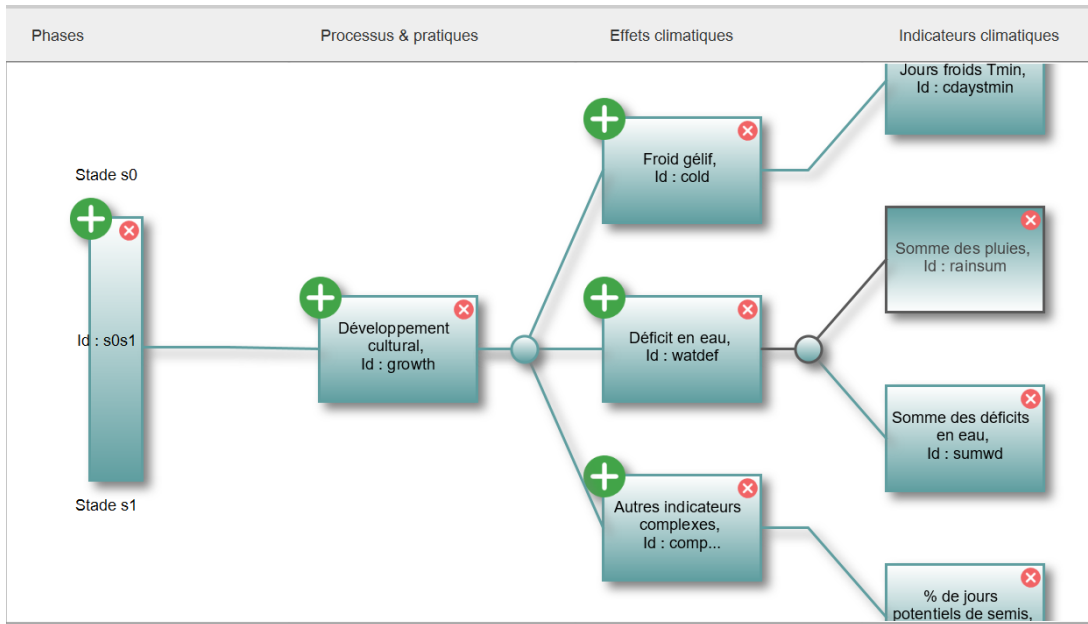 Phases
Processus & pratiques
Effets climatiques
Indicateurs climatiques
Stade s0
Id : s0s1
Stade s1
Développement
cultural,
Id : growth
Froid gélif,
Id : cold
Déficit en eau,
Id : watdef
Autres indicateurs
complexes,
Id : comp...
Jours froids Tmin,
Id : cdaystmin
Somme des pluies,
Id : rainsum
Somme des déficits
en eau,
Id : sumwd
% de jours
potentiels de semis,